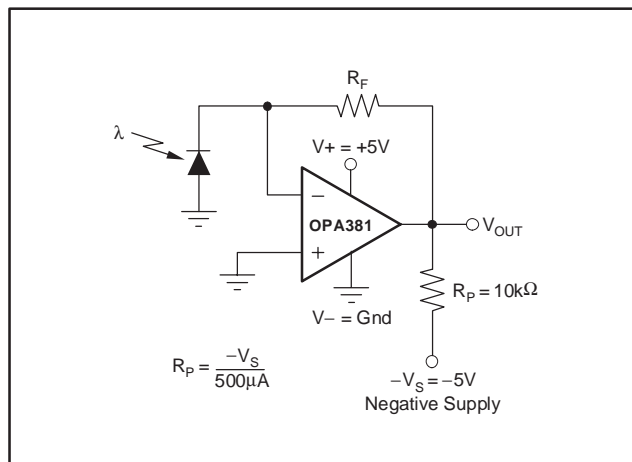 R_F
λ
V+ = +5V
−
OPA381
+
V_OUT
R_P = 10kΩ
V− = Gnd
R_P = −V_S / 500μA
−V_S = −5V
Negative Supply